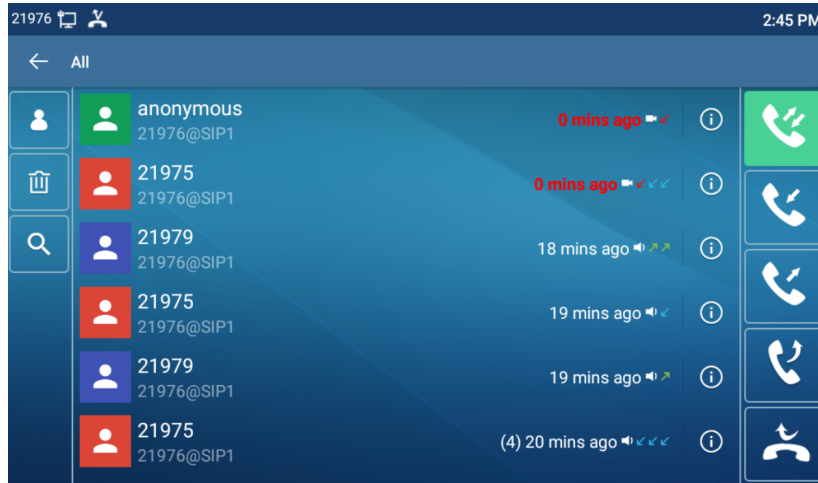 21976
2:45 PM
All
anonymous
21976@SIP1
0 mins ago
21975
21976@SIP1
0 mins ago
21979
21976@SIP1
18 mins ago
21975
21976@SIP1
19 mins ago
21979
21976@SIP1
19 mins ago
21975
21976@SIP1
(4) 20 mins ago